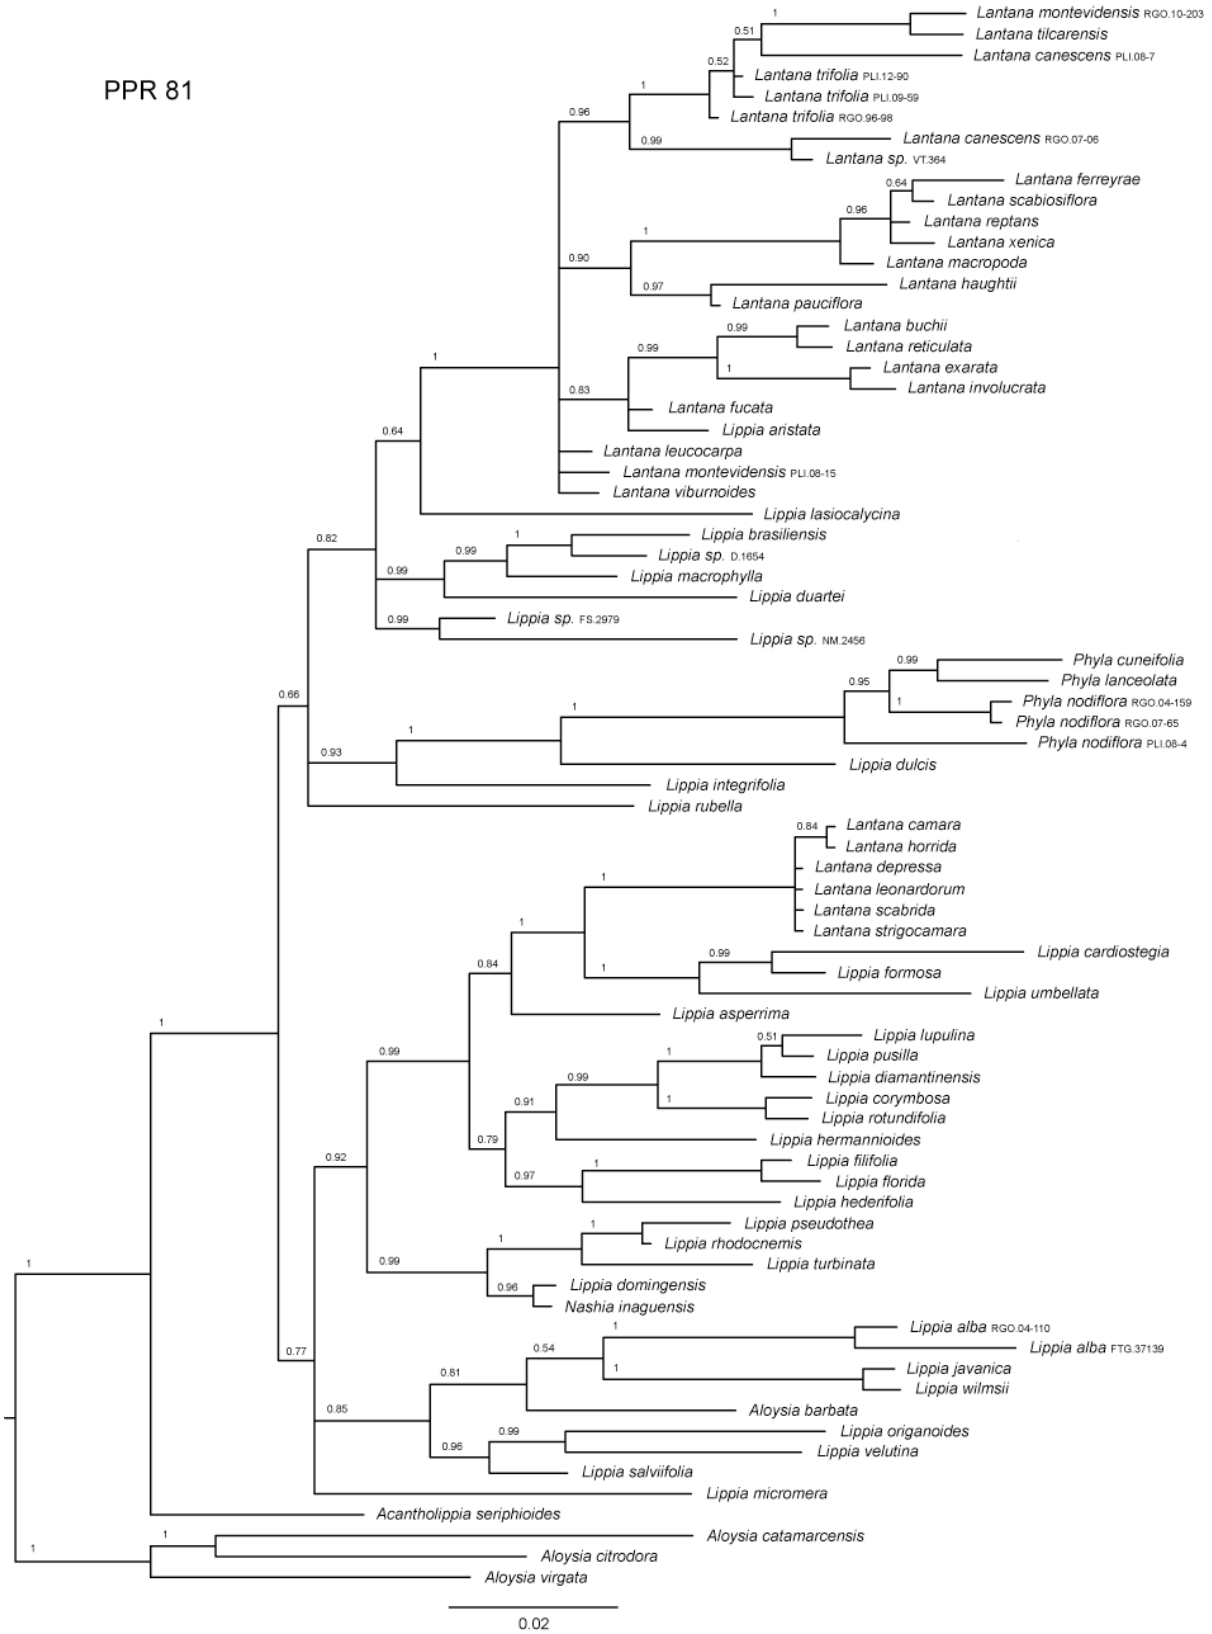 1
Lantana montevidensis RGO.10-203
0.51
Lantana tilcarensis
Lantana canescens PLI.08-7
0.52
PPR 81
Lantana trifolia PLI.12-90
1
Lantana trifolia PLI.09-59
0.96
Lantana trifolia RGO.96-98
0.99
Lantana canescens RGO.07-06
Lantana sp. VT.364
0.64
Lantana ferreyrae
Lantana scabiosiflora
0.96
Lantana reptans
1
Lantana xenica
0.90
Lantana macropoda
0.97
Lantana haughtii
Lantana pauciflora
0.99
Lantana buchii
0.99
Lantana reticulata
1
1
Lantana exarata
0.83
Lantana involucrata
Lantana fucata
0.64
Lippia aristata
Lantana leucocarpa
Lantana montevidensis PLI.08-15
Lantana viburnoides
Lippia lasiocalycina
0.82
1
Lippia brasiliensis
0.99
Lippia sp. D.1654
0.99
Lippia macrophylla
Lippia duartei
0.99
Lippia sp. FS.2979
Lippia sp. NM.2456
0.99
Phyla cuneifolia
0.95
Phyla lanceolata
0.66
1
Phyla nodiflora RGO.04-159
1
Phyla nodiflora RGO.07-65
1
Phyla nodiflora PLI.08-4
0.93
Lippia dulcis
Lippia integrifolia
Lippia rubella
0.84
Lantana camara
Lantana horrida
Lantana depressa
1
Lantana leonardorum
Lantana scabrida
1
Lantana strigocamara
0.99
Lippia cardiostegia
0.84
1
Lippia formosa
Lippia umbellata
Lippia asperrima
1
0.51
Lippia lupulina
0.99
1
Lippia pusilla
0.99
Lippia diamantinensis
1
Lippia corymbosa
0.91
Lippia rotundifolia
0.79
Lippia hermannioides
0.92
1
Lippia filifolia
0.97
Lippia florida
Lippia hederifolia
1
Lippia pseudothea
1
Lippia rhodocnemis
1
0.99
Lippia turbinata
0.96
Lippia domingensis
Nashia inaguensis
1
Lippia alba RGO.04-110
0.77
0.54
Lippia alba FTG.37139
0.81
1
Lippia javanica
Lippia wilmsii
0.85
Aloysia barbata
0.99
Lippia origanoides
0.96
Lippia velutina
Lippia salviifolia
Lippia micromera
Acantholippia seriphioides
1
1
Aloysia catamarcensis
Aloysia citrodora
Aloysia virgata
0.02